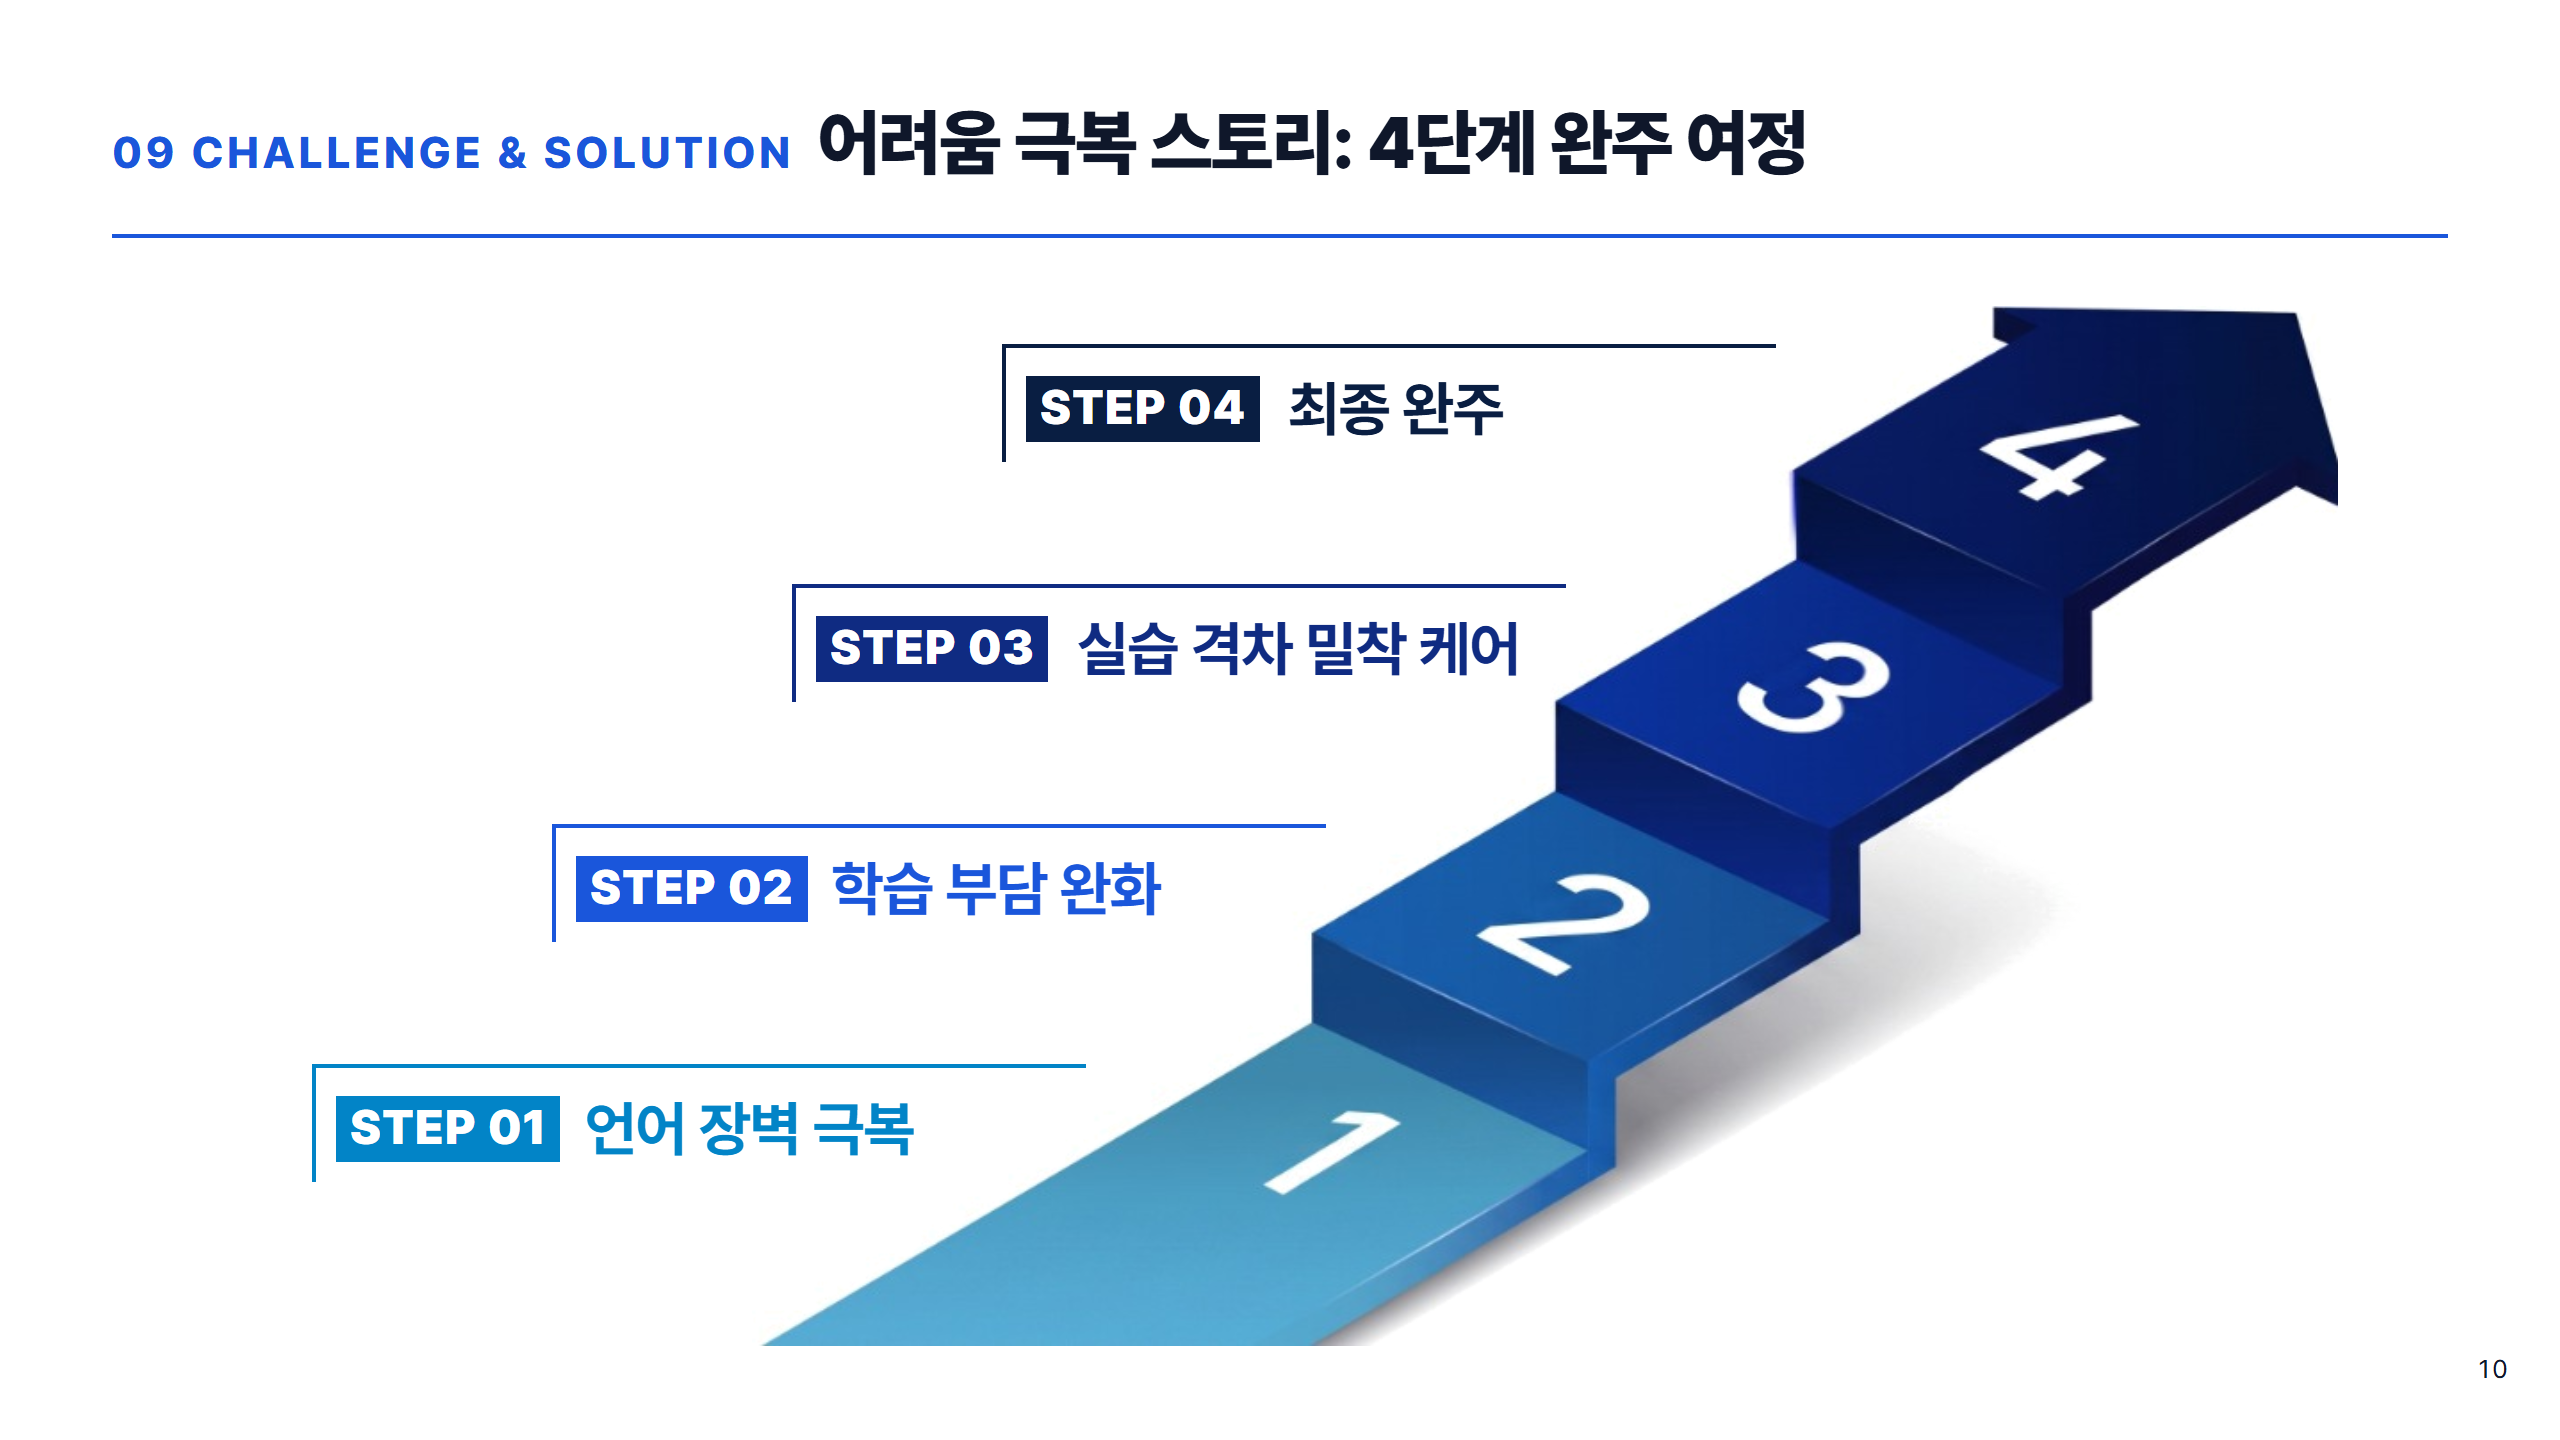 09 CHALLENGE & SOLUTION 어려움 극복 스토리: 4단계 완주 여정
STEP 04 최종 완주
4
STEP 03 실습 격차 밀착 케어
3
STEP 02 학습 부담 완화
2
STEP 01 언어 장벽 극복
1
10